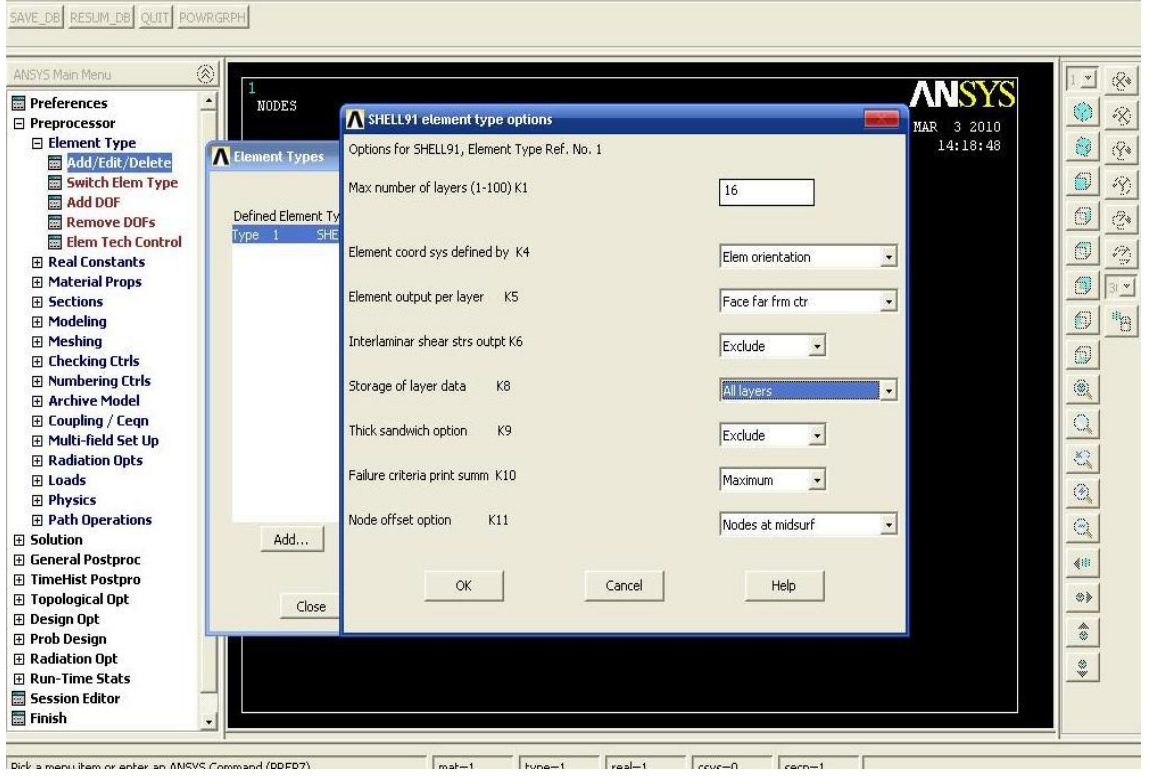 SAVE_DB RESUM_DB QUIT POWRGRPH
ANSYS Main Menu
Preferences
Preprocessor
Element Type
Add/Edit/Delete
Switch Elem Type
Add DOF
Remove DOFs
Elem Tech Control
Real Constants
Material Props
Sections
Modeling
Meshing
Checking Ctrls
Numbering Ctrls
Archive Model
Coupling / Ceqn
Multi-field Set Up
Radiation Opts
Loads
Physics
Path Operations
Solution
General Postproc
TimeHist Postpro
Topological Opt
Design Opt
Prob Design
Radiation Opt
Run-Time Stats
Session Editor
Finish
1
NODES
ANSYS
MAR 3 2010
14:18:48
Element Types
Defined Element Ty
Type 1 SHE
Add...
Close
SHELL91 element type options
Options for SHELL91, Element Type Ref. No. 1
Max number of layers (1-100) K1 16
Element coord sys defined by K4 Elem orientation
Element output per layer K5 Face far frm ctr
Interlaminar shear strs outpt K6 Exclude
Storage of layer data K8 All layers
Thick sandwich option K9 Exclude
Failure criteria print summ K10 Maximum
Node offset option K11 Nodes at midsurf
OK Cancel Help
1
Pick a menu item or enter an ANSYS Command (PREP7) mat=1 type=1 real=1 csys=0 secn=1